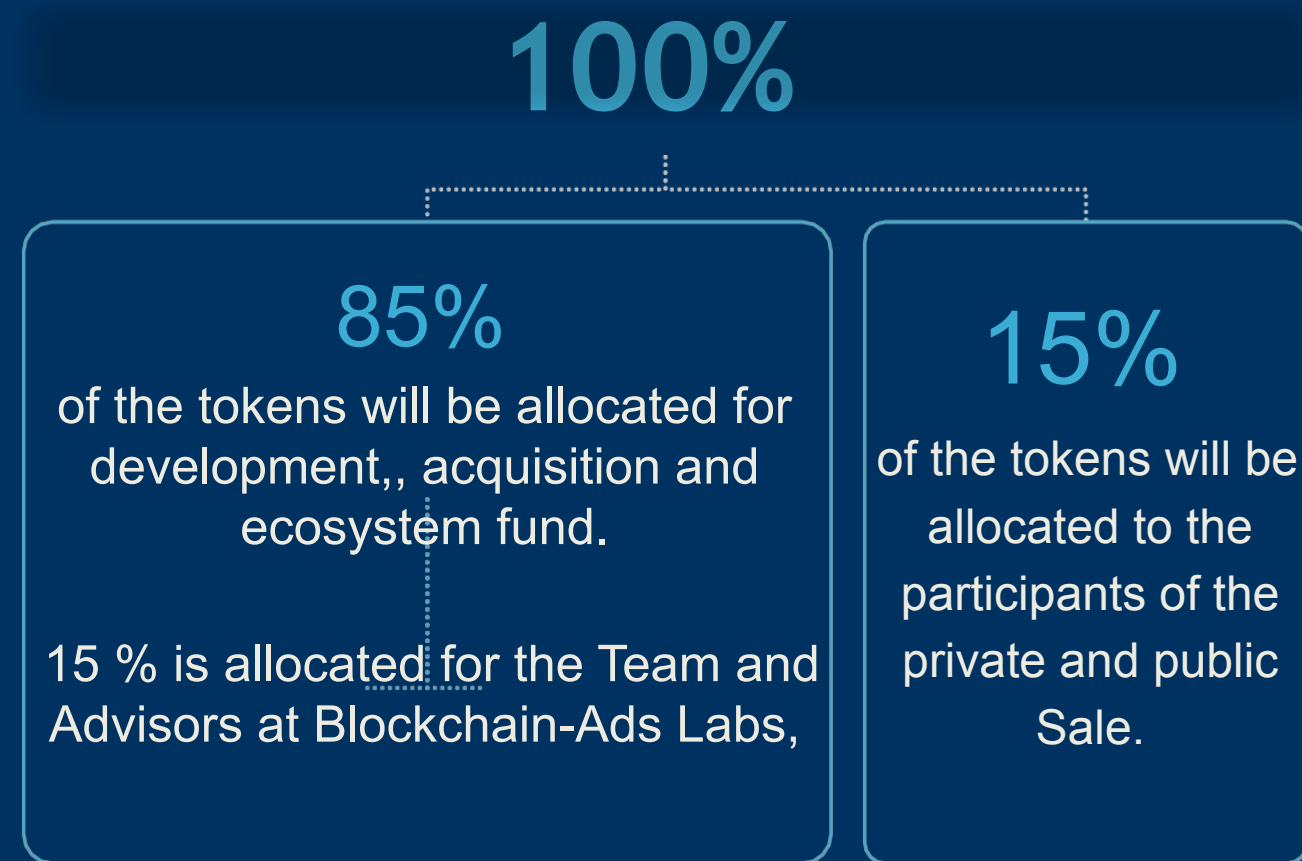 100%
85%
of the tokens will be allocated for
development,, acquisition and
ecosystem fund.
15 % is allocated for the Team and
Advisors at Blockchain-Ads Labs,
15%
of the tokens will be
allocated to the
participants of the
private and public
Sale.